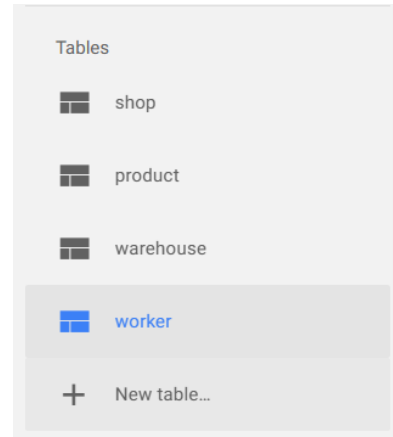 Tables
shop
product
warehouse
worker
New table...